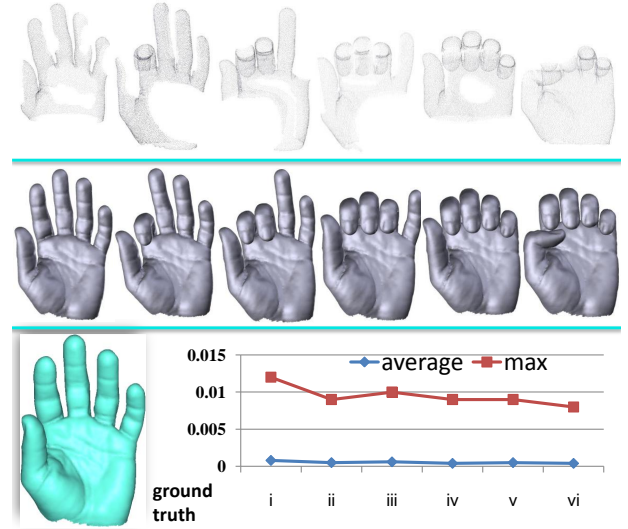 0.015
average max
0.01
0.005
0
ground
truth
i ii iii iv v vi